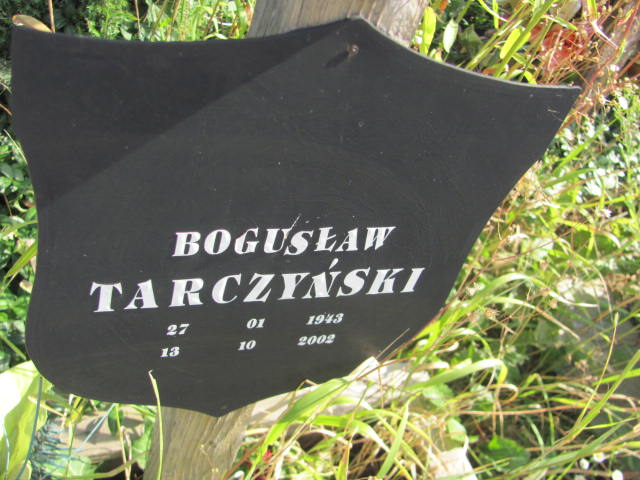 BOGUSŁAW
TARCZYŃSKI
27 01 1943
13 10 2002